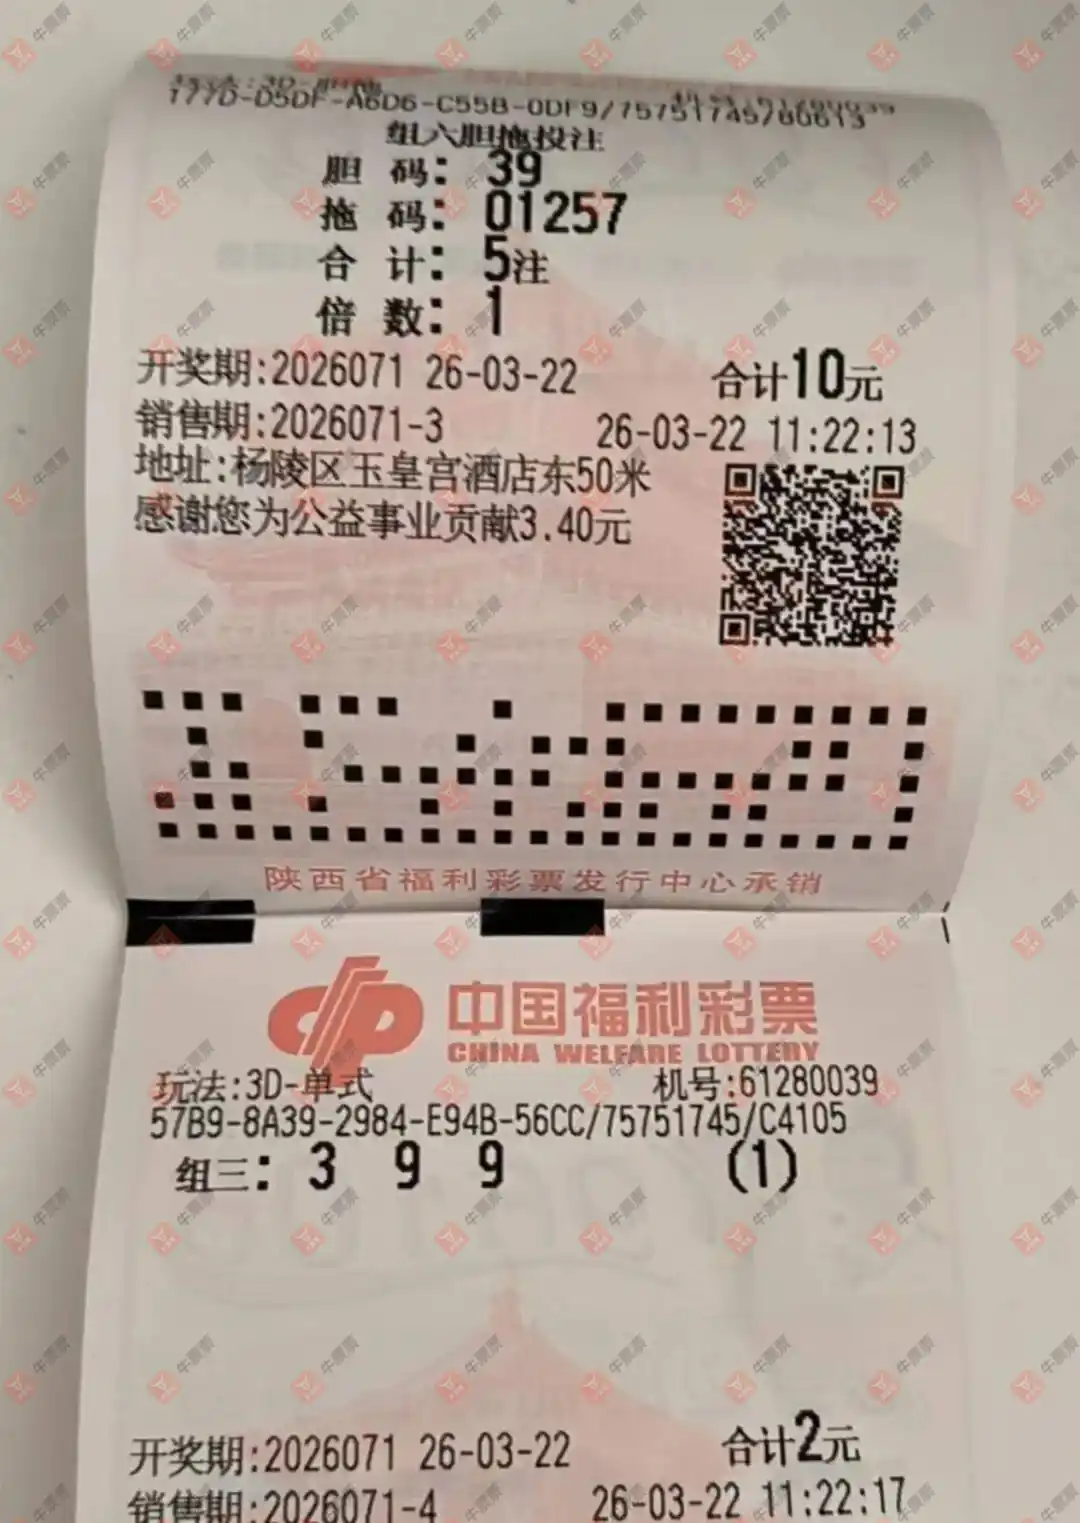 177D-D5DF-A6D6-C55B-0DF9/75751745/80613
组六胆拖投注
胆 码: 39
拖 码: 01257
合 计: 5注
倍 数: 1
开奖期:2026071 26-03-22 合计10元
销售期:2026071-3 26-03-22 11:22:13
地址:杨陵区玉皇宫酒店东50米
感谢您为公益事业贡献3.40元
陕西省福利彩票发行中心承销
中国福利彩票
CHINA WELFARE LOTTERY
玩法:3D-单式 机号:61280039
57B9-8A39-2984-E94B-56CC/75751745/C4105
组三: 3 9 9 (1)
开奖期:2026071 26-03-22 合计2元
销售期:2026071-4 26-03-22 11:22:17